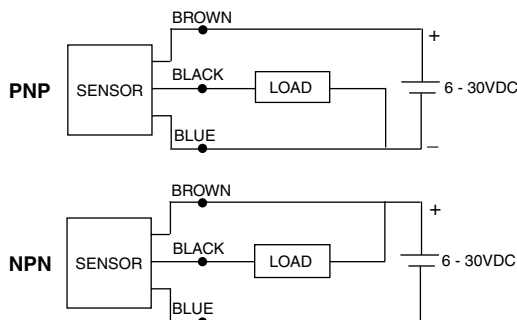 BROWN
+
BLACK
PNP SENSOR LOAD 6 - 30VDC
BLUE
−
BROWN
+
BLACK
NPN SENSOR LOAD 6 - 30VDC
BLUE